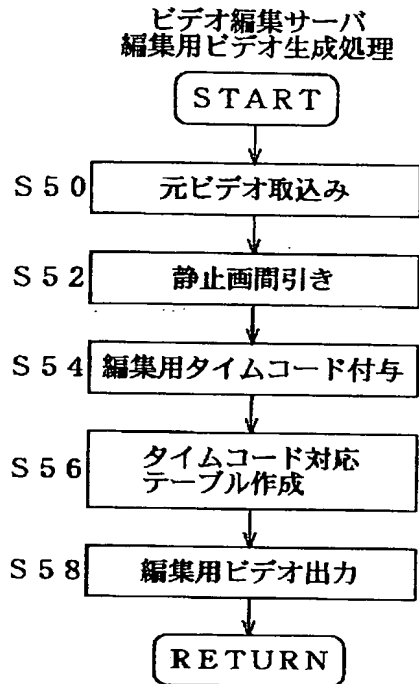 ビデオ編集サーバ
編集用ビデオ生成処理
START
S50 元ビデオ取込み
S52 静止画間引き
S54 編集用タイムコード付与
S56 タイムコード対応
テーブル作成
S58 編集用ビデオ出力
RETURN